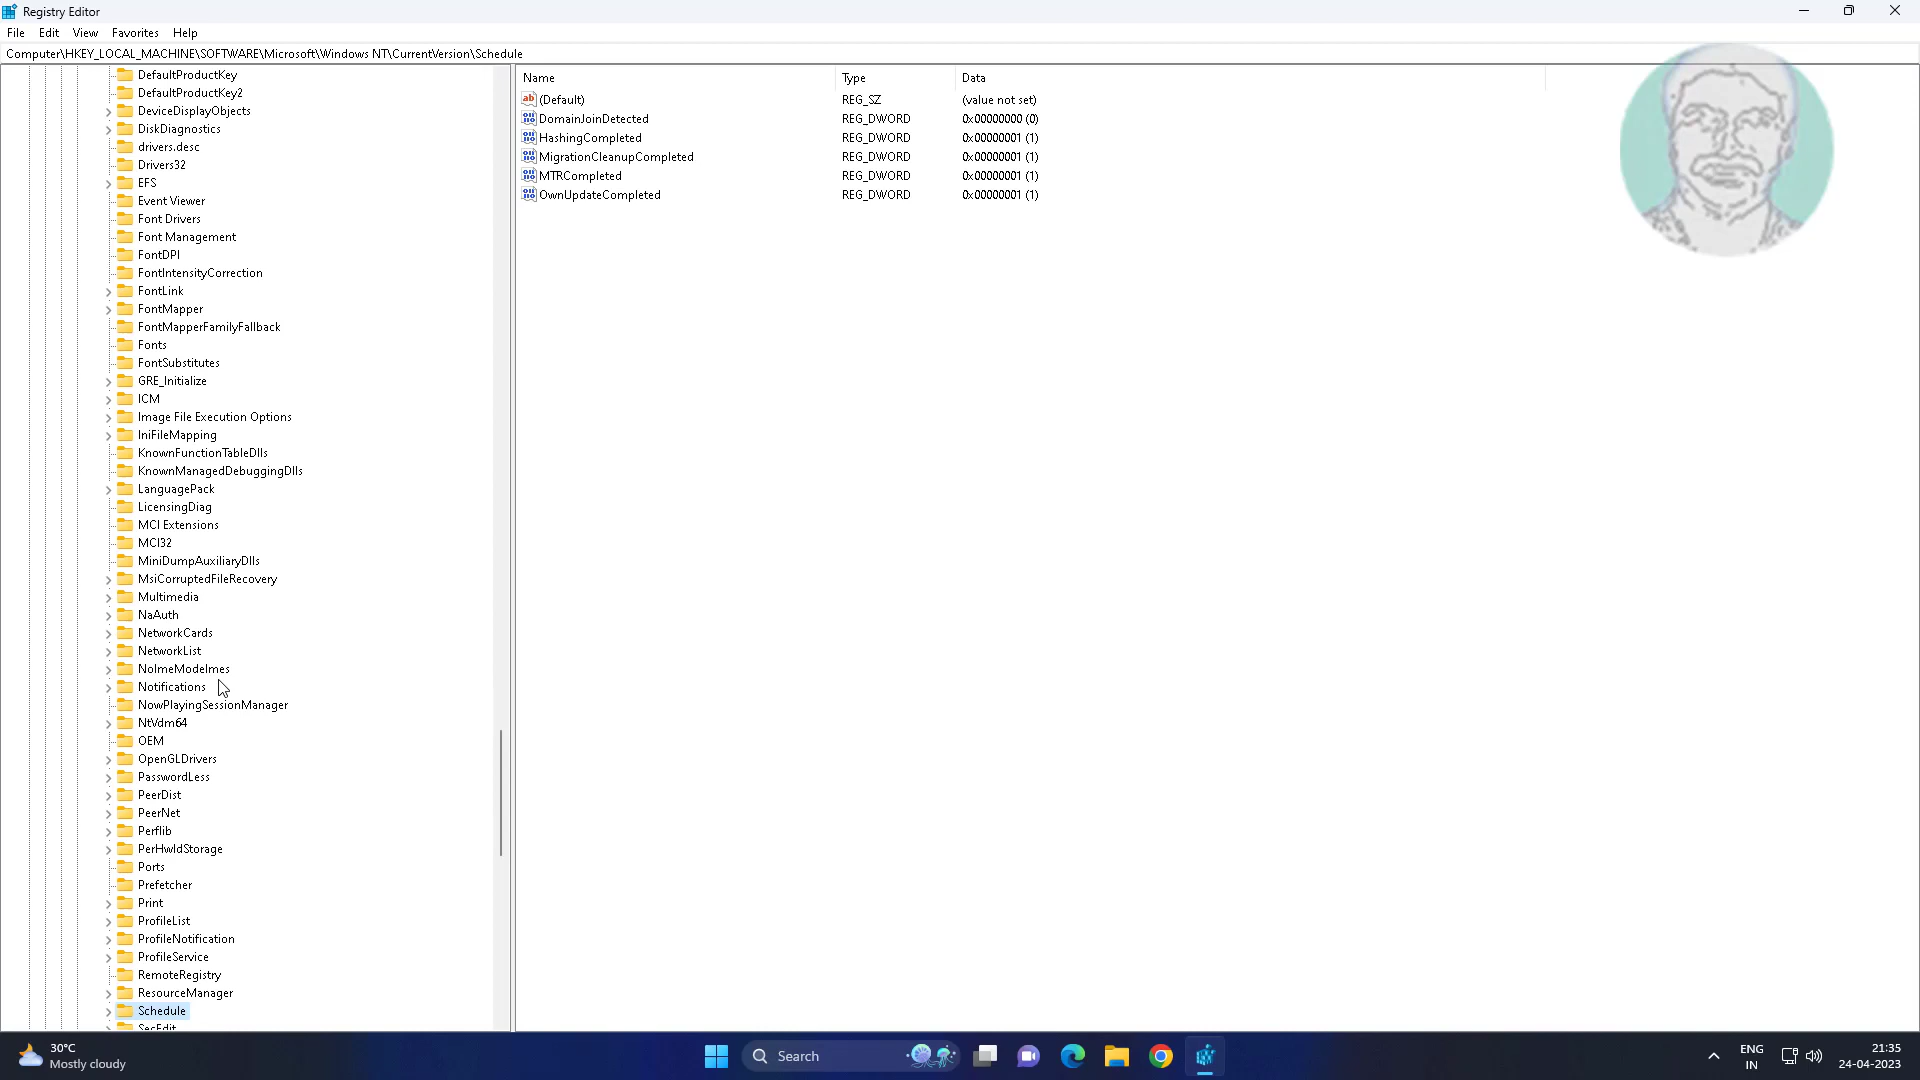 Registry Editor
File Edit View Favorites Help
Computer\HKEY_LOCAL_MACHINE\SOFTWARE\Microsoft\Windows NT\CurrentVersion\Schedule
DefaultProductKey
DefaultProductKey2
DeviceDisplayObjects
DiskDiagnostics
drivers.desc
Drivers32
EFS
Event Viewer
Font Drivers
Font Management
FontDPI
FontIntensityCorrection
FontLink
FontMapper
FontMapperFamilyFallback
Fonts
FontSubstitutes
GRE_Initialize
ICM
Image File Execution Options
IniFileMapping
KnownFunctionTableDlls
KnownManagedDebuggingDlls
LanguagePack
LicensingDiag
MCI Extensions
MCI32
MiniDumpAuxiliaryDlls
MsiCorruptedFileRecovery
Multimedia
NaAuth
NetworkCards
NetworkList
NoImeModeImes
Notifications
NowPlayingSessionManager
NtVdm64
OEM
OpenGLDrivers
PasswordLess
PeerDist
PeerNet
Perflib
PerHwIdStorage
Ports
Prefetcher
Print
ProfileList
ProfileNotification
ProfileService
RemoteRegistry
ResourceManager
Schedule
SecEdit
Name Type Data
(Default) REG_SZ (value not set)
DomainJoinDetected REG_DWORD 0x00000000 (0)
HashingCompleted REG_DWORD 0x00000001 (1)
MigrationCleanupCompleted REG_DWORD 0x00000001 (1)
MTRCompleted REG_DWORD 0x00000001 (1)
OwnUpdateCompleted REG_DWORD 0x00000001 (1)
30°C
Mostly cloudy
Search
ENG
IN
21:35
24-04-2023